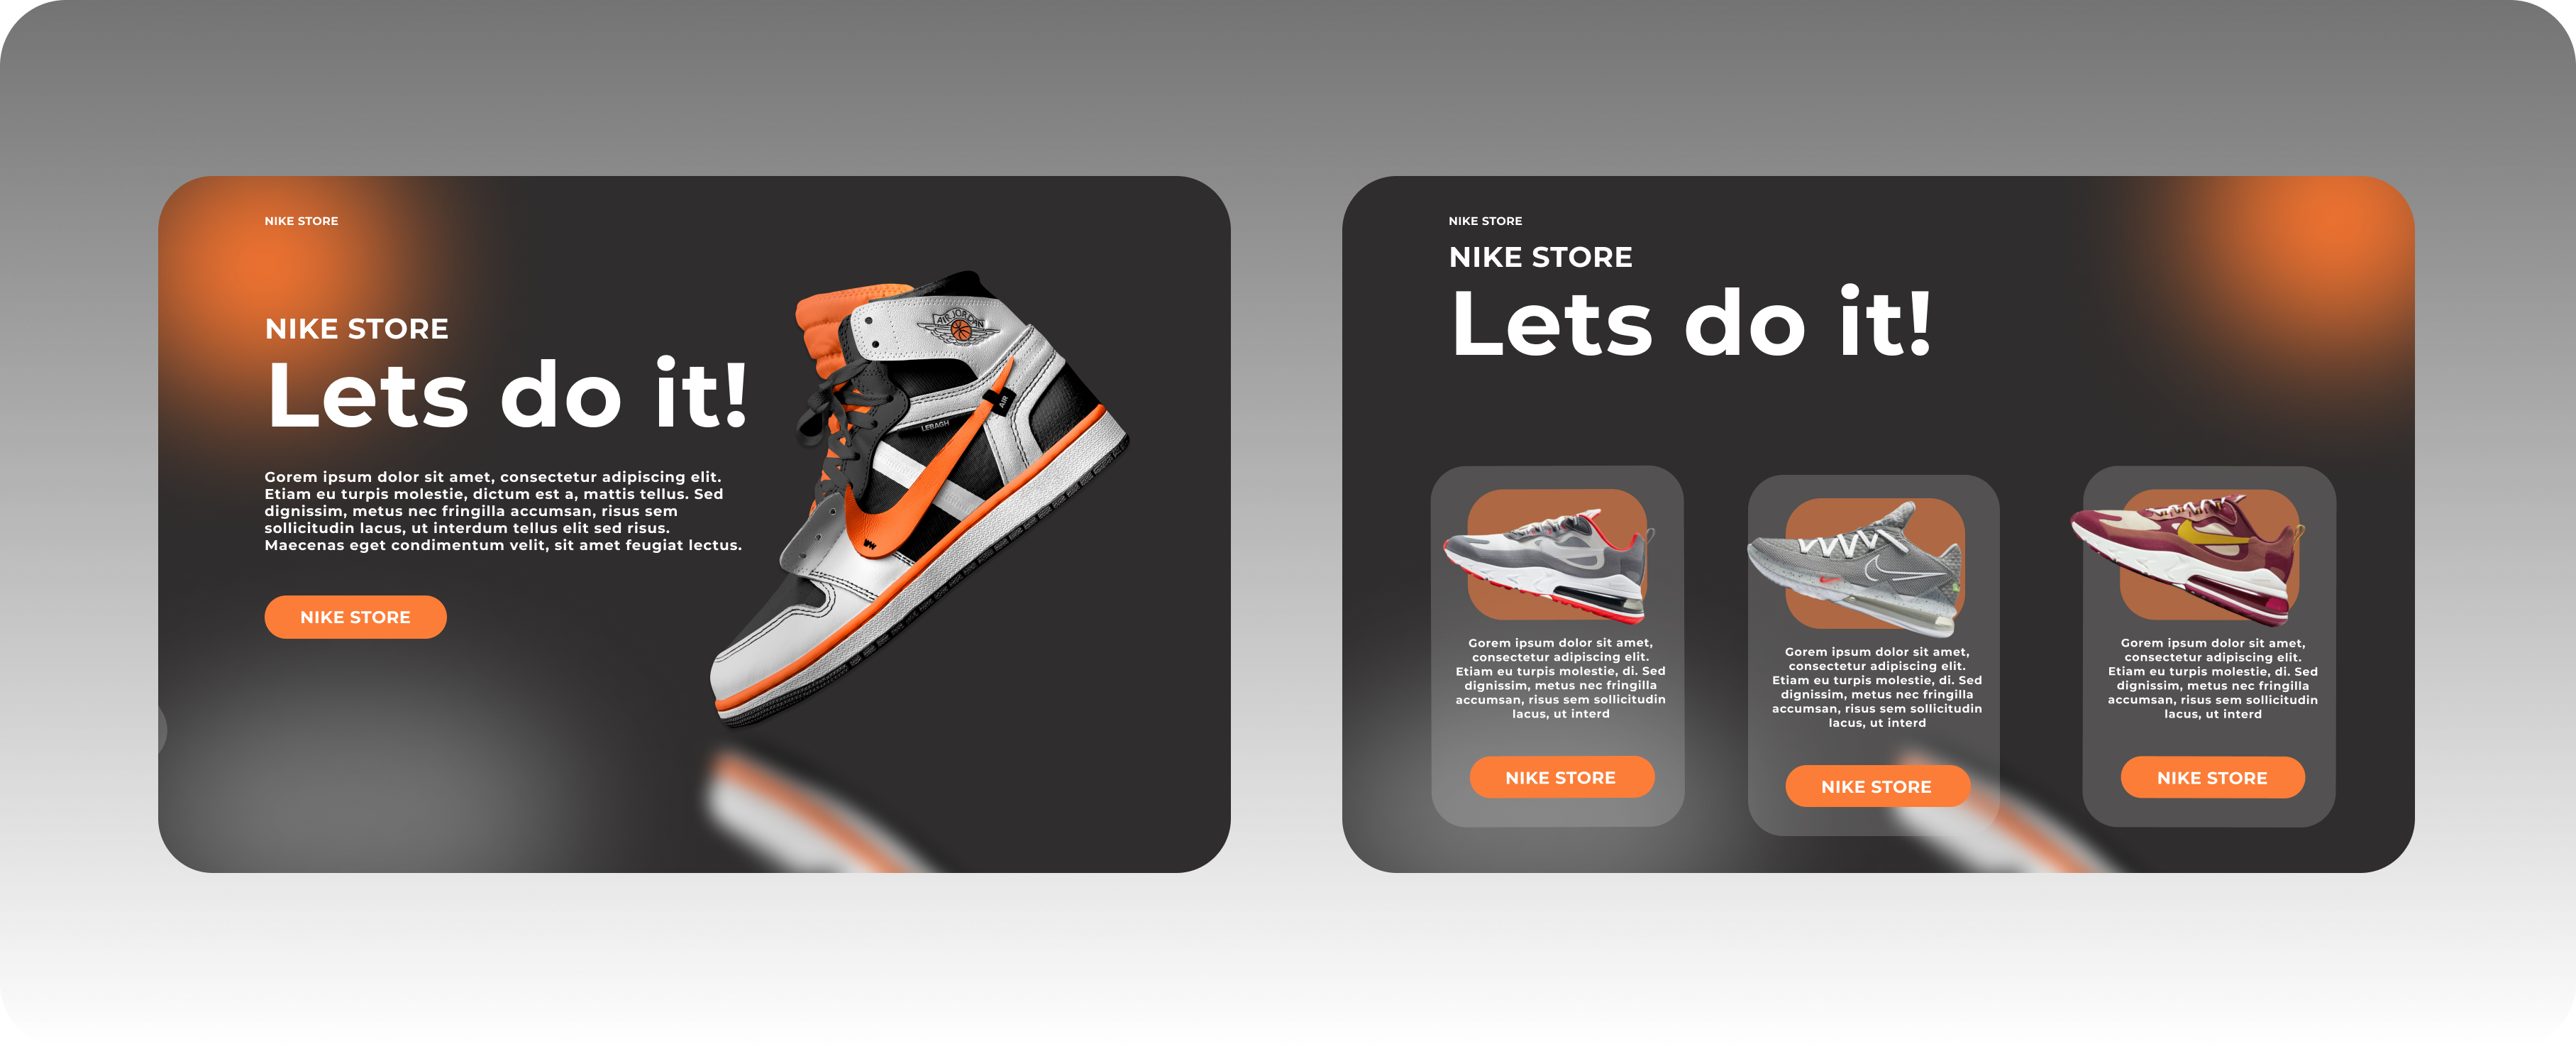 NIKE STORE
NIKE STORE
Lets do it!
Gorem ipsum dolor sit amet, consectetur adipiscing elit.
Etiam eu turpis molestie, dictum est a, mattis tellus. Sed
dignissim, metus nec fringilla accumsan, risus sem
sollicitudin lacus, ut interdum tellus elit sed risus.
Maecenas eget condimentum velit, sit amet feugiat lectus.
NIKE STORE
AIR JORDAN
AIR
LEBAGH
NIKE STORE
NIKE STORE
Lets do it!
Gorem ipsum dolor sit amet,
consectetur adipiscing elit.
Etiam eu turpis molestie, di. Sed
dignissim, metus nec fringilla
accumsan, risus sem sollicitudin
lacus, ut interd
NIKE STORE
Gorem ipsum dolor sit amet,
consectetur adipiscing elit.
Etiam eu turpis molestie, di. Sed
dignissim, metus nec fringilla
accumsan, risus sem sollicitudin
lacus, ut interd
NIKE STORE
Gorem ipsum dolor sit amet,
consectetur adipiscing elit.
Etiam eu turpis molestie, di. Sed
dignissim, metus nec fringilla
accumsan, risus sem sollicitudin
lacus, ut interd
NIKE STORE